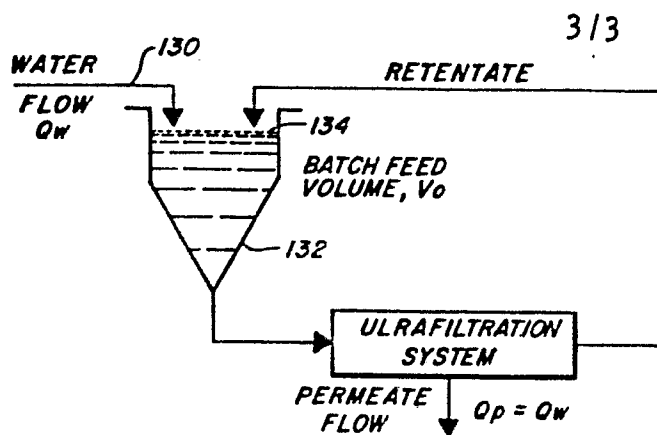 3/3
130
WATER
FLOW
Qw
RETENTATE
134
BATCH FEED
VOLUME, Vo
132
ULRAFILTRATION
SYSTEM
PERMEATE
FLOW
Qp = Qw